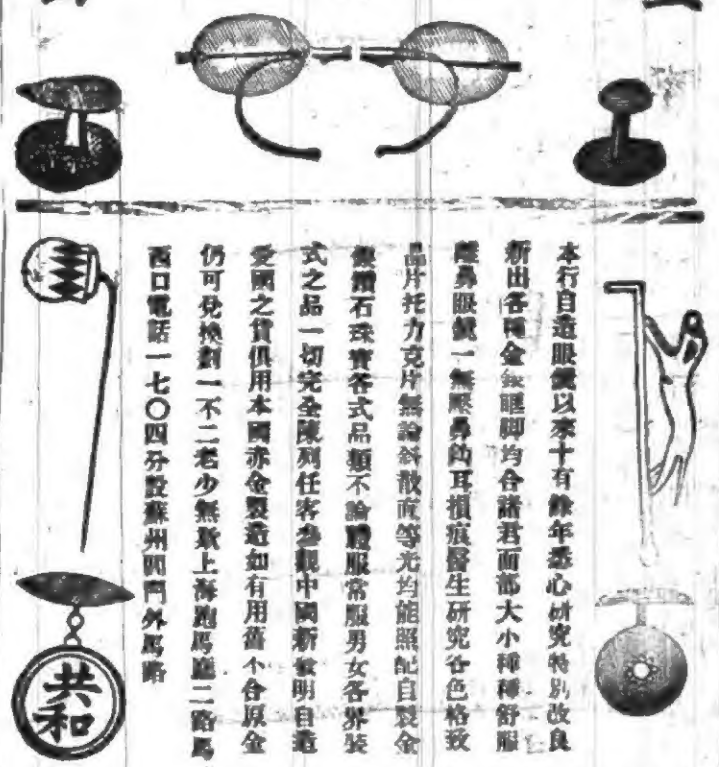 本行自造眼鏡以來十有餘年悉心研究特別改良
新出各種金銀眶脚均合諸君面部大小種種舒服
離鼻眼鏡一無壓鼻鈎耳損痕醫生研究各色格致
晶片托力克片無論斜散而等光均能照配自製金
銀鑽石珠寶各式品類不論體服常服男女各界裝
式之品一切完全陳列任客參觀中國新發明自造
愛國之貨俱用本國赤金製造如有用舊不合原金
仍可兌換劃一不二老少無欺上海跑馬廳二路馬
西口電話一七〇四分設蘇州閶門外馬路
共和